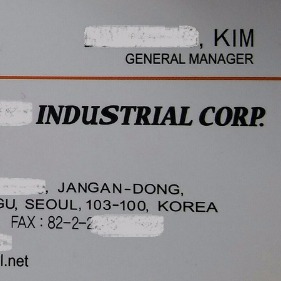 , KIM
GENERAL MANAGER
INDUSTRIAL CORP.
, JANGAN-DONG,
GU, SEOUL, 103-100, KOREA
FAX : 82-2-2
l.net